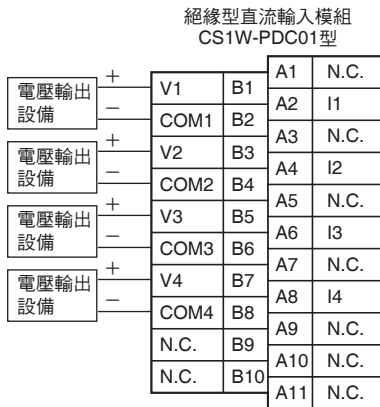 絕緣型直流輸入模組
CS1W-PDC01型
電壓輸出
設備
+
−
電壓輸出
設備
+
−
電壓輸出
設備
+
−
電壓輸出
設備
+
−
V1 B1
COM1 B2
V2 B3
COM2 B4
V3 B5
COM3 B6
V4 B7
COM4 B8
N.C. B9
N.C. B10
A1 N.C.
A2 I1
A3 N.C.
A4 I2
A5 N.C.
A6 I3
A7 N.C.
A8 I4
A9 N.C.
A10 N.C.
A11 N.C.